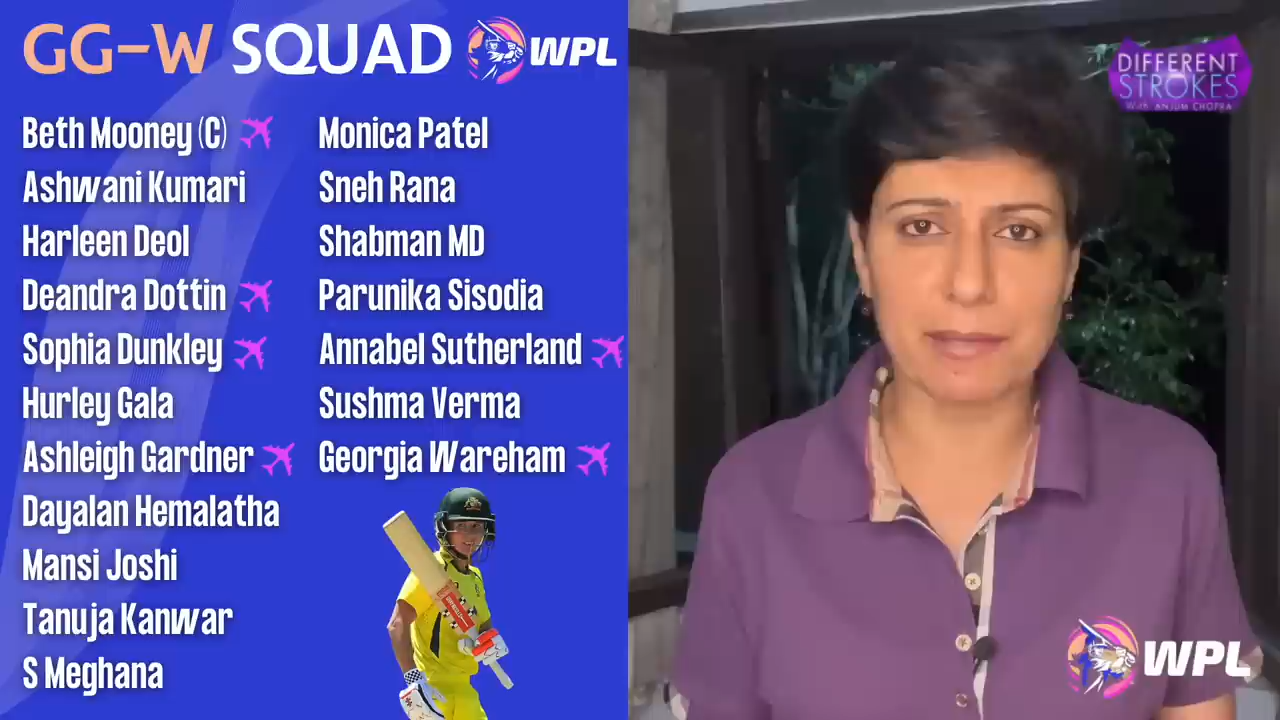 GG-W SQUAD WPL
Beth Mooney (C)
Ashwani Kumari
Harleen Deol
Deandra Dottin
Sophia Dunkley
Hurley Gala
Ashleigh Gardner
Dayalan Hemalatha
Mansi Joshi
Tanuja Kanwar
S Meghana
Monica Patel
Sneh Rana
Shabman MD
Parunika Sisodia
Annabel Sutherland
Sushma Verma
Georgia Wareham
DIFFERENT
STROKES
With ANJUM CHOPRA
WPL